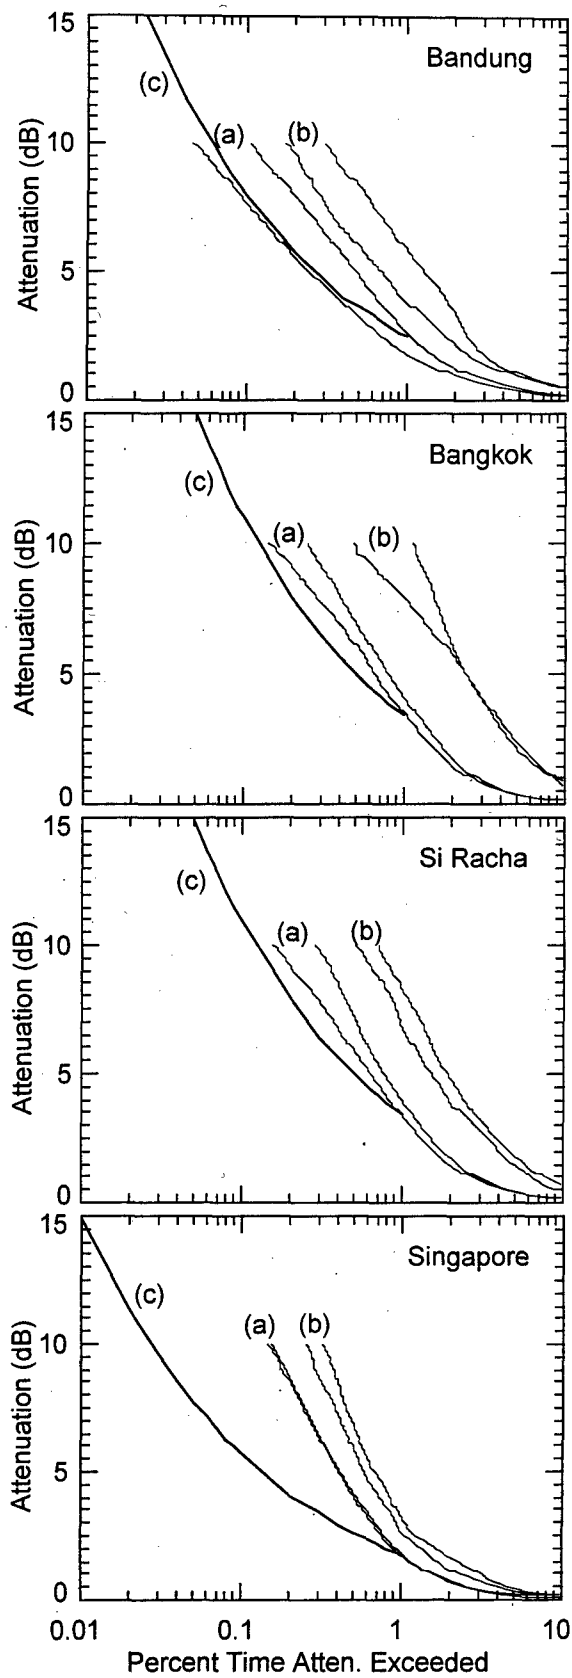 15
Bandung
(c)
(a)
(b)
10
Attenuation (dB)
5
0
15
Bangkok
(c)
(a)
(b)
10
Attenuation (dB)
5
0
15
Si Racha
(c)
(a)
(b)
10
Attenuation (dB)
5
0
15
Singapore
(c)
(a)
(b)
10
Attenuation (dB)
5
0
0.01
0.1
1
10
Percent Time Atten. Exceeded